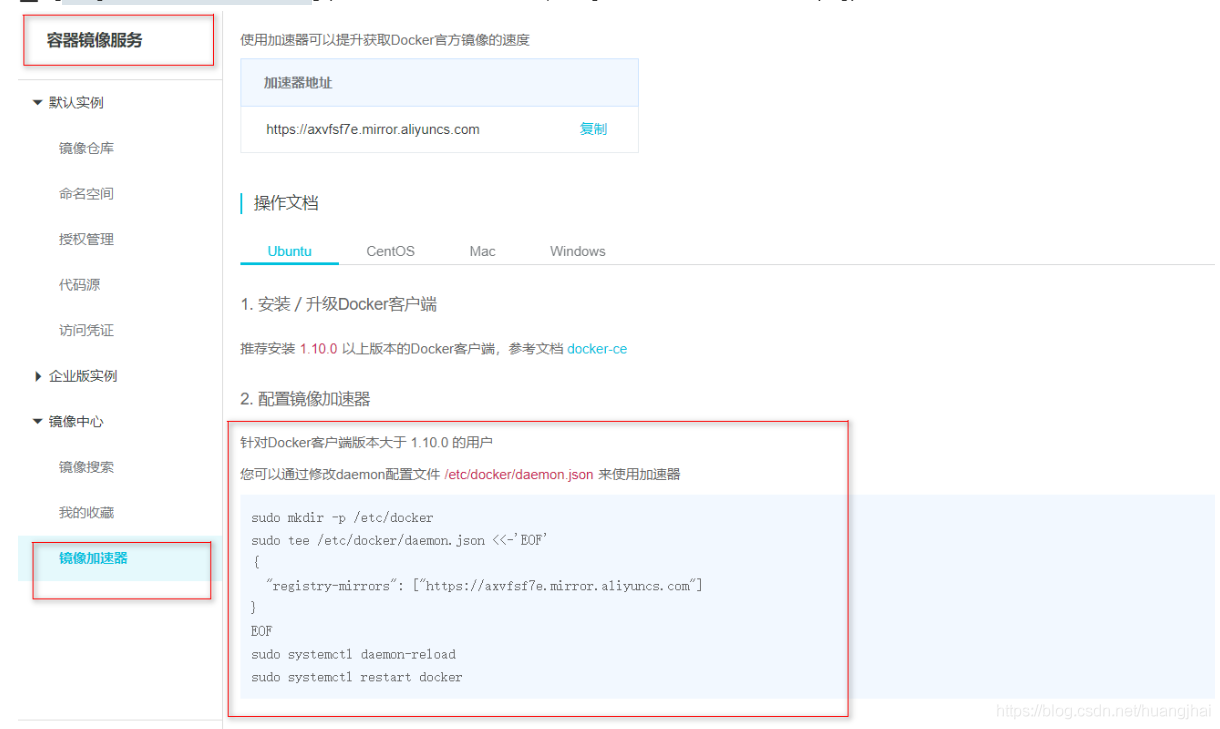 容器镜像服务
默认实例
镜像仓库
命名空间
授权管理
代码源
访问凭证
企业版实例
镜像中心
镜像搜索
我的收藏
镜像加速器
使用加速器可以提升获取Docker官方镜像的速度
加速器地址
https://axvfsf7e.mirror.aliyuncs.com 复制
操作文档
Ubuntu CentOS Mac Windows
1. 安装 / 升级Docker客户端
推荐安装 1.10.0 以上版本的Docker客户端，参考文档 docker-ce
2. 配置镜像加速器
针对Docker客户端版本大于 1.10.0 的用户
您可以通过修改daemon配置文件 /etc/docker/daemon.json 来使用加速器
sudo mkdir -p /etc/docker
sudo tee /etc/docker/daemon.json <<-'EOF'
{
"registry-mirrors": ["https://axvfsf7e.mirror.aliyuncs.com"]
}
EOF
sudo systemctl daemon-reload
sudo systemctl restart docker
https://blog.csdn.net/huangjhai